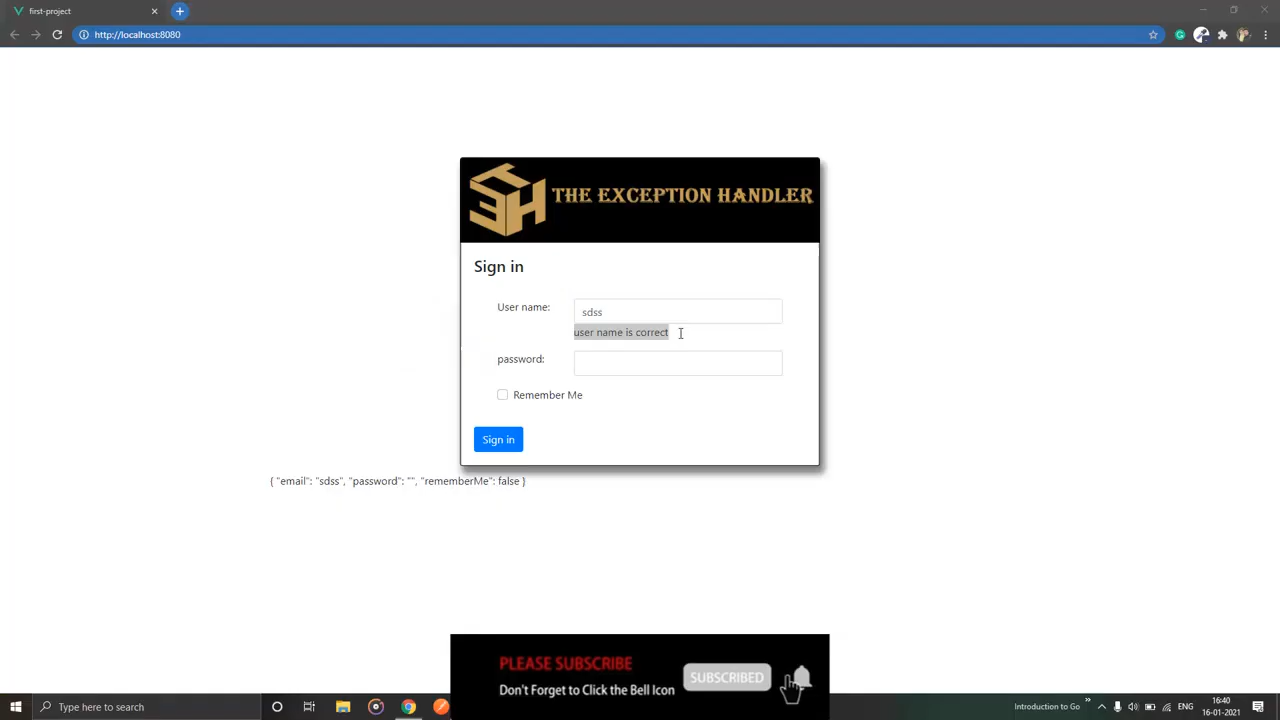 first-project
http://localhost:8080
THE EXCEPTION HANDLER
Sign in
User name:
sdss
user name is correct
password:
Remember Me
Sign in
{ "email": "sdss", "password": "", "rememberMe": false }
PLEASE SUBSCRIBE
Don't Forget to Click the Bell Icon
SUBSCRIBED
Type here to search
Introduction to Go
ENG
16:40
16-01-2021